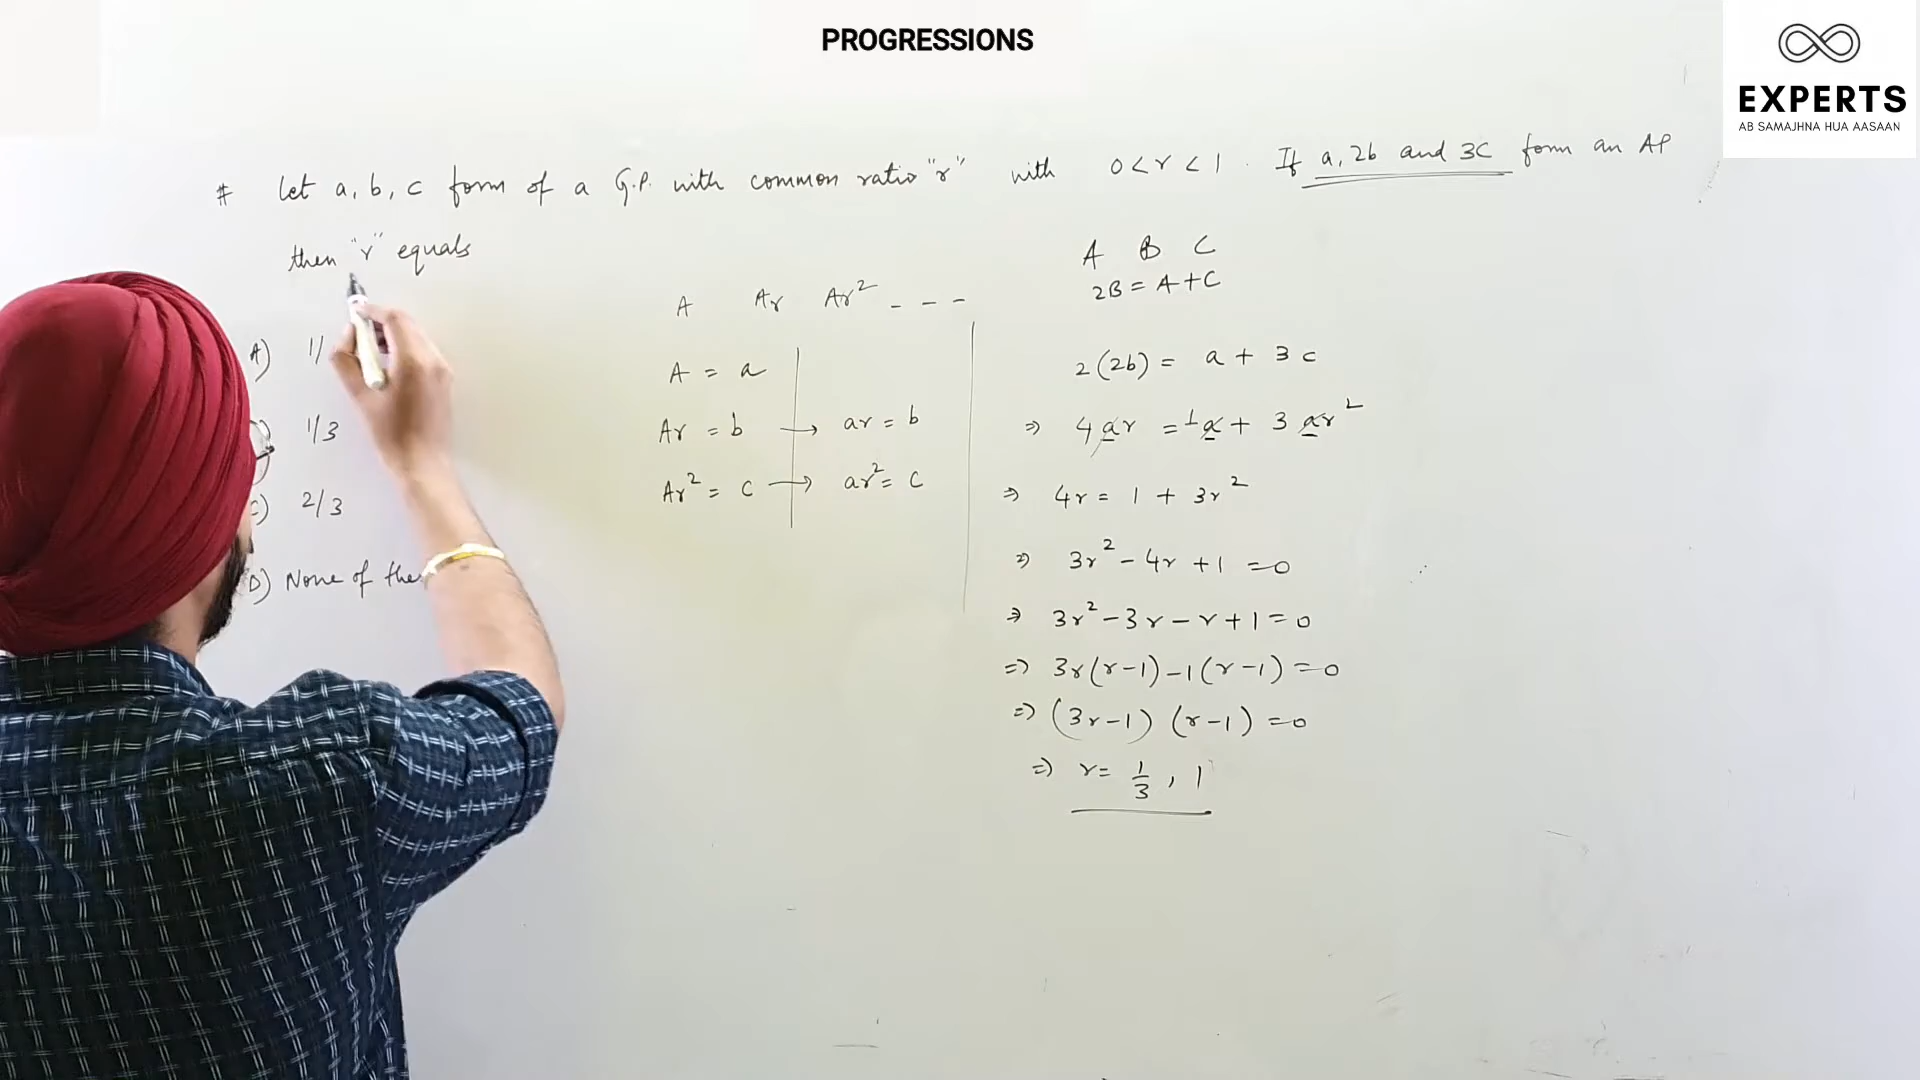 PROGRESSIONS
EXPERTS
AB SAMAJHNA HUA AASAAN
# Let a, b, c form of a G.P. with common ratio "r" with 0 < r < 1. If a, 2b and 3C form an AP
then "r" equals
A) 1/
1/3
C) 2/3
D) None of
A Ar Ar² - - -
A = a
Ar = b → ar = b
Ar² = c → ar² = c
A B C
2B = A+C
2(2b) = a + 3c
⇒ 4ar = 1a + 3ar²
⇒ 4r = 1 + 3r²
⇒ 3r² - 4r + 1 = 0
⇒ 3r² - 3r - r + 1 = 0
⇒ 3r(r-1) - 1(r-1) = 0
⇒ (3r-1) (r-1) = 0
⇒ r = 1/3, 1